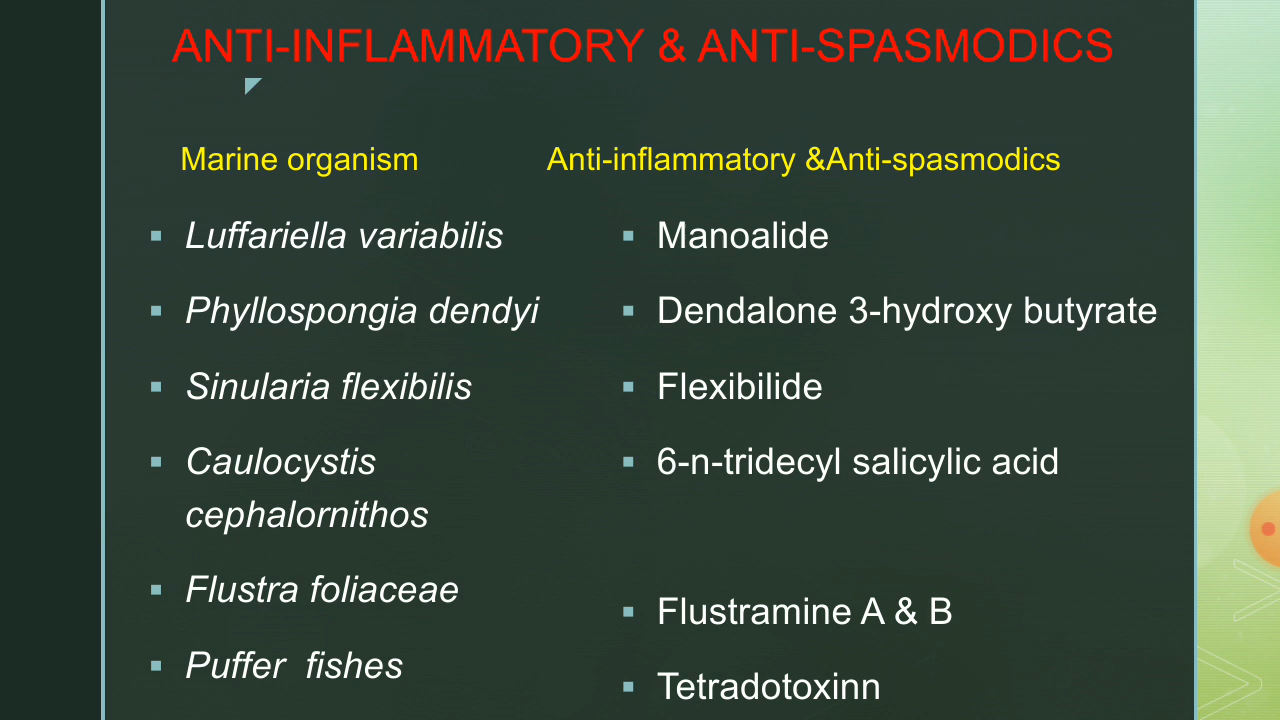 ANTI-INFLAMMATORY & ANTI-SPASMODICS
Marine organism
Luffariella variabilis
Phyllospongia dendyi
Sinularia flexibilis
Caulocystis
cephalornithos
Flustra foliaceae
Puffer fishes
Anti-inflammatory &Anti-spasmodics
Manoalide
Dendalone 3-hydroxy butyrate
Flexibilide
6-n-tridecyl salicylic acid
Flustramine A & B
Tetradotoxinn